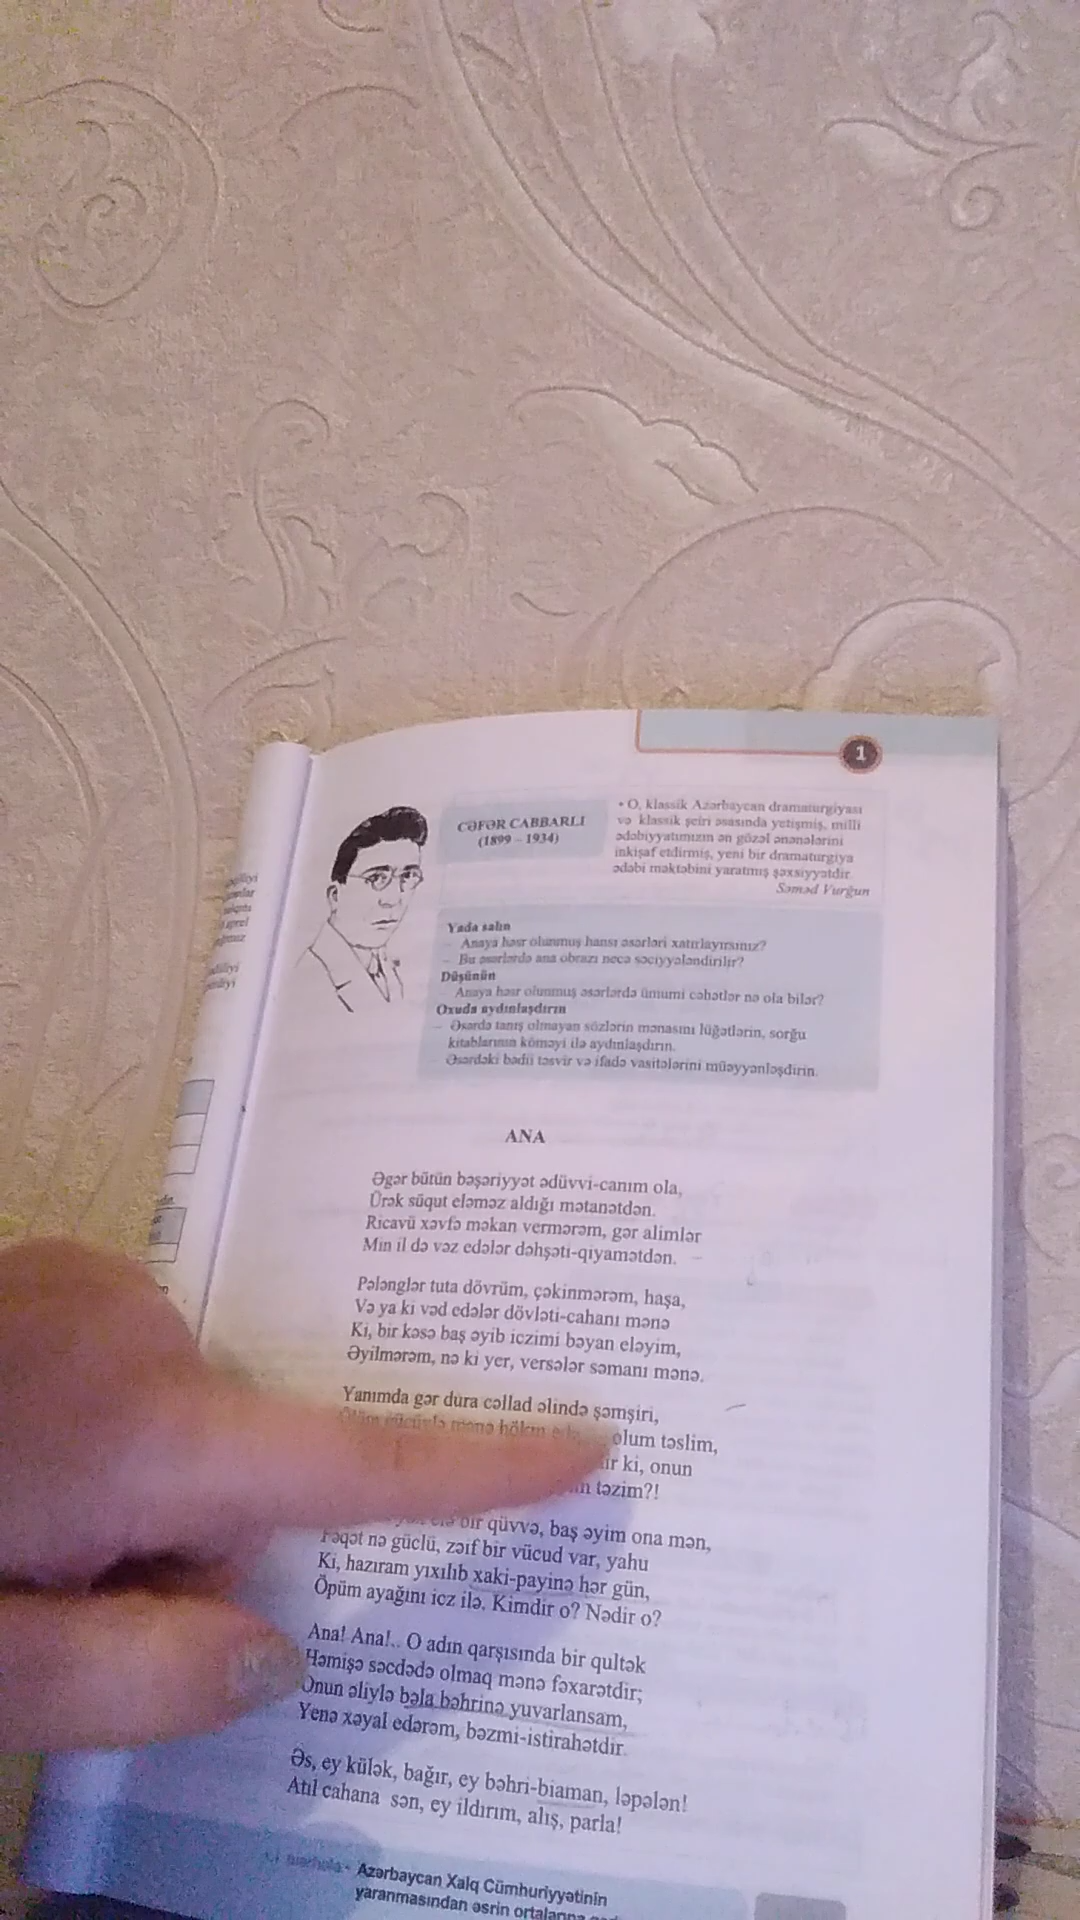 1
CƏFƏR CABBARLI
(1899 – 1934)
• O, klassik Azərbaycan dramaturgiyası
və klassik şeiri əsasında yetişmiş, milli
ədəbiyyatımızın ən gözəl ənənələrini
inkişaf etdirmiş, yeni bir dramaturgiya
ədəbi məktəbini yaratmış şəxsiyyətdir.
Səməd Vurğun
Yada salın
– Anaya həsr olunmuş hansı əsərləri xatırlayırsınız?
– Bu əsərlərdə ana obrazı necə səciyyələndirilir?
Düşünün
Anaya həsr olunmuş əsərlərdə ümumi cəhətlər nə ola bilər?
Oxuda aydınlaşdırın
– Əsərdə tanış olmayan sözlərin mənasını lüğətlərin, sorğu
kitablarının köməyi ilə aydınlaşdırın.
Əsərdəki bədii təsvir və ifadə vasitələrini müəyyənləşdirin.
ANA
Əgər bütün bəşəriyyət ədüvvi-canım ola,
Ürək süqut eləməz aldığı mətanətdən.
Ricavü xəvfə məkan vermərəm, gər alimlər
Min il də vəz edələr dəhşəti-qiyamətdən.
Pələnglər tuta dövrüm, çəkinmərəm, haşa,
Və ya ki vəd edələr dövləti-cahanı mənə
Ki, bir kəsə baş əyib iczimi bəyan eləyim,
Əyilmərəm, nə ki yer, versələr səmanı mənə.
Yanımda gər dura cəllad əlində şəmşiri,
mənə hökm olum təslim,
ki, onun
təzim?!
bir qüvvə, baş əyim ona mən,
Fəqət nə güclü, zəif bir vücud var, yahu
Ki, hazıram yıxılıb xaki-payinə hər gün,
Öpüm ayağını icz ilə. Kimdir o? Nədir o?
Ana! Ana!.. O adın qarşısında bir qultək
Həmişə səcdədə olmaq mənə fəxarətdir;
Onun əliylə bəla bəhrinə yuvarlansam,
Yenə xəyal edərəm, bəzmi-istirahətdir.
Əs, ey külək, bağır, ey bəhri-biaman, ləpələn!
Atıl cahana sən, ey ildırım, alış, parla!
mərhələ • Azərbaycan Xalq Cümhuriyyətinin
yaranmasından əsrin ortalarına